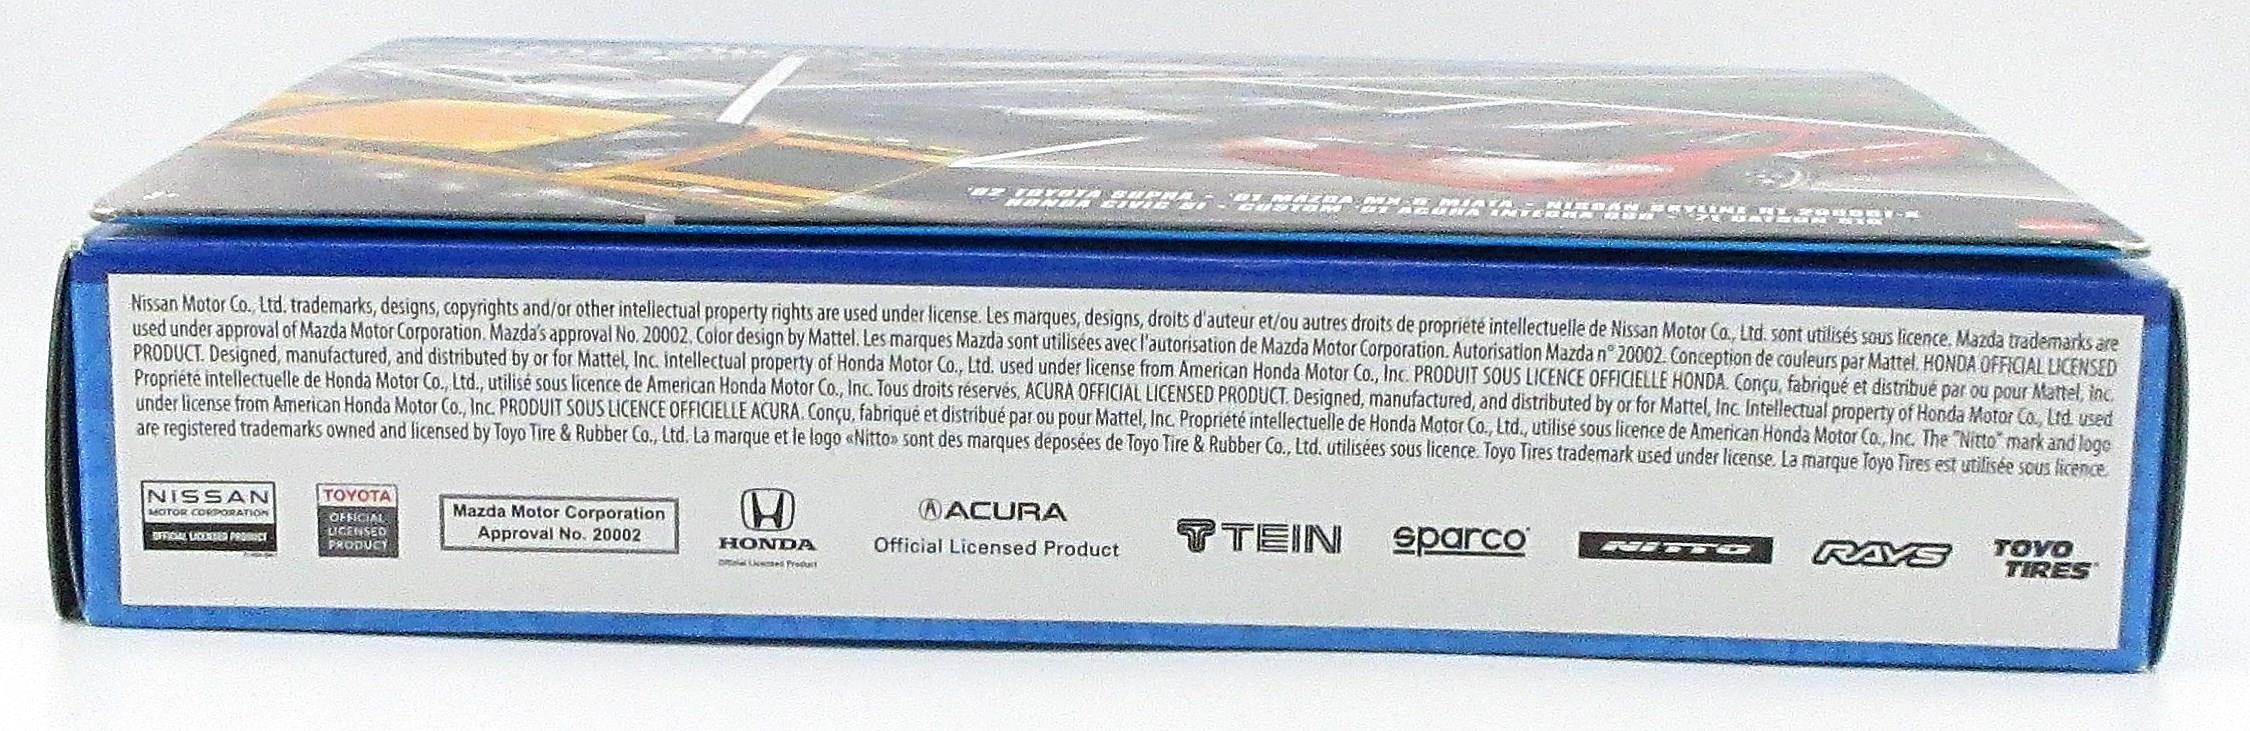 '82 TOYOTA SUPRA - '91 MAZDA MX-5 MIATA - NISSAN SKYLINE HT 2000GT-X
HONDA CIVIC SI - CUSTOM '01 ACURA INTEGRA GSR - '71 DATSUN 510
Nissan Motor Co., Ltd. trademarks, designs, copyrights and/or other intellectual property rights are used under license. Les marques, designs, droits d'auteur et/ou autres droits de propriété intellectuelle de Nissan Motor Co., Ltd. sont utilisés sous licence. Mazda trademarks are
used under approval of Mazda Motor Corporation. Mazda's approval No. 20002. Color design by Mattel. Les marques Mazda sont utilisées avec l'autorisation de Mazda Motor Corporation. Autorisation Mazda n° 20002. Conception de couleurs par Mattel. HONDA OFFICIAL LICENSED
PRODUCT. Designed, manufactured, and distributed by or for Mattel, Inc. intellectual property of Honda Motor Co., Ltd. used under license from American Honda Motor Co., Inc. PRODUIT SOUS LICENCE OFFICIELLE HONDA. Conçu, fabriqué et distribué par ou pour Mattel, Inc.
Propriété intellectuelle de Honda Motor Co., Ltd., utilisé sous licence de American Honda Motor Co., Inc. Tous droits réservés, ACURA OFFICIAL LICENSED PRODUCT. Designed, manufactured, and distributed by or for Mattel, Inc. Intellectual property of Honda Motor Co., Ltd. used
under license from American Honda Motor Co., Inc. PRODUIT SOUS LICENCE OFFICIELLE ACURA. Conçu, fabriqué et distribué par ou pour Mattel, Inc. Propriété intellectuelle de Honda Motor Co., Ltd., utilisé sous licence de American Honda Motor Co., Inc. The "Nitto" mark and logo
are registered trademarks owned and licensed by Toyo Tire & Rubber Co., Ltd. La marque et le logo «Nitto» sont des marques déposées de Toyo Tire & Rubber Co., Ltd. utilisées sous licence. Toyo Tires trademark used under license. La marque Toyo Tires est utilisée sous licence.
NISSAN
MOTOR CORPORATION
OFFICIAL LICENSED PRODUCT
TOYOTA
OFFICIAL
LICENSED
PRODUCT
Mazda Motor Corporation
Approval No. 20002
HONDA
Official Licensed Product
ACURA
Official Licensed Product
TEIN
sparco
NITTO
RAYS
TOYO
TIRES